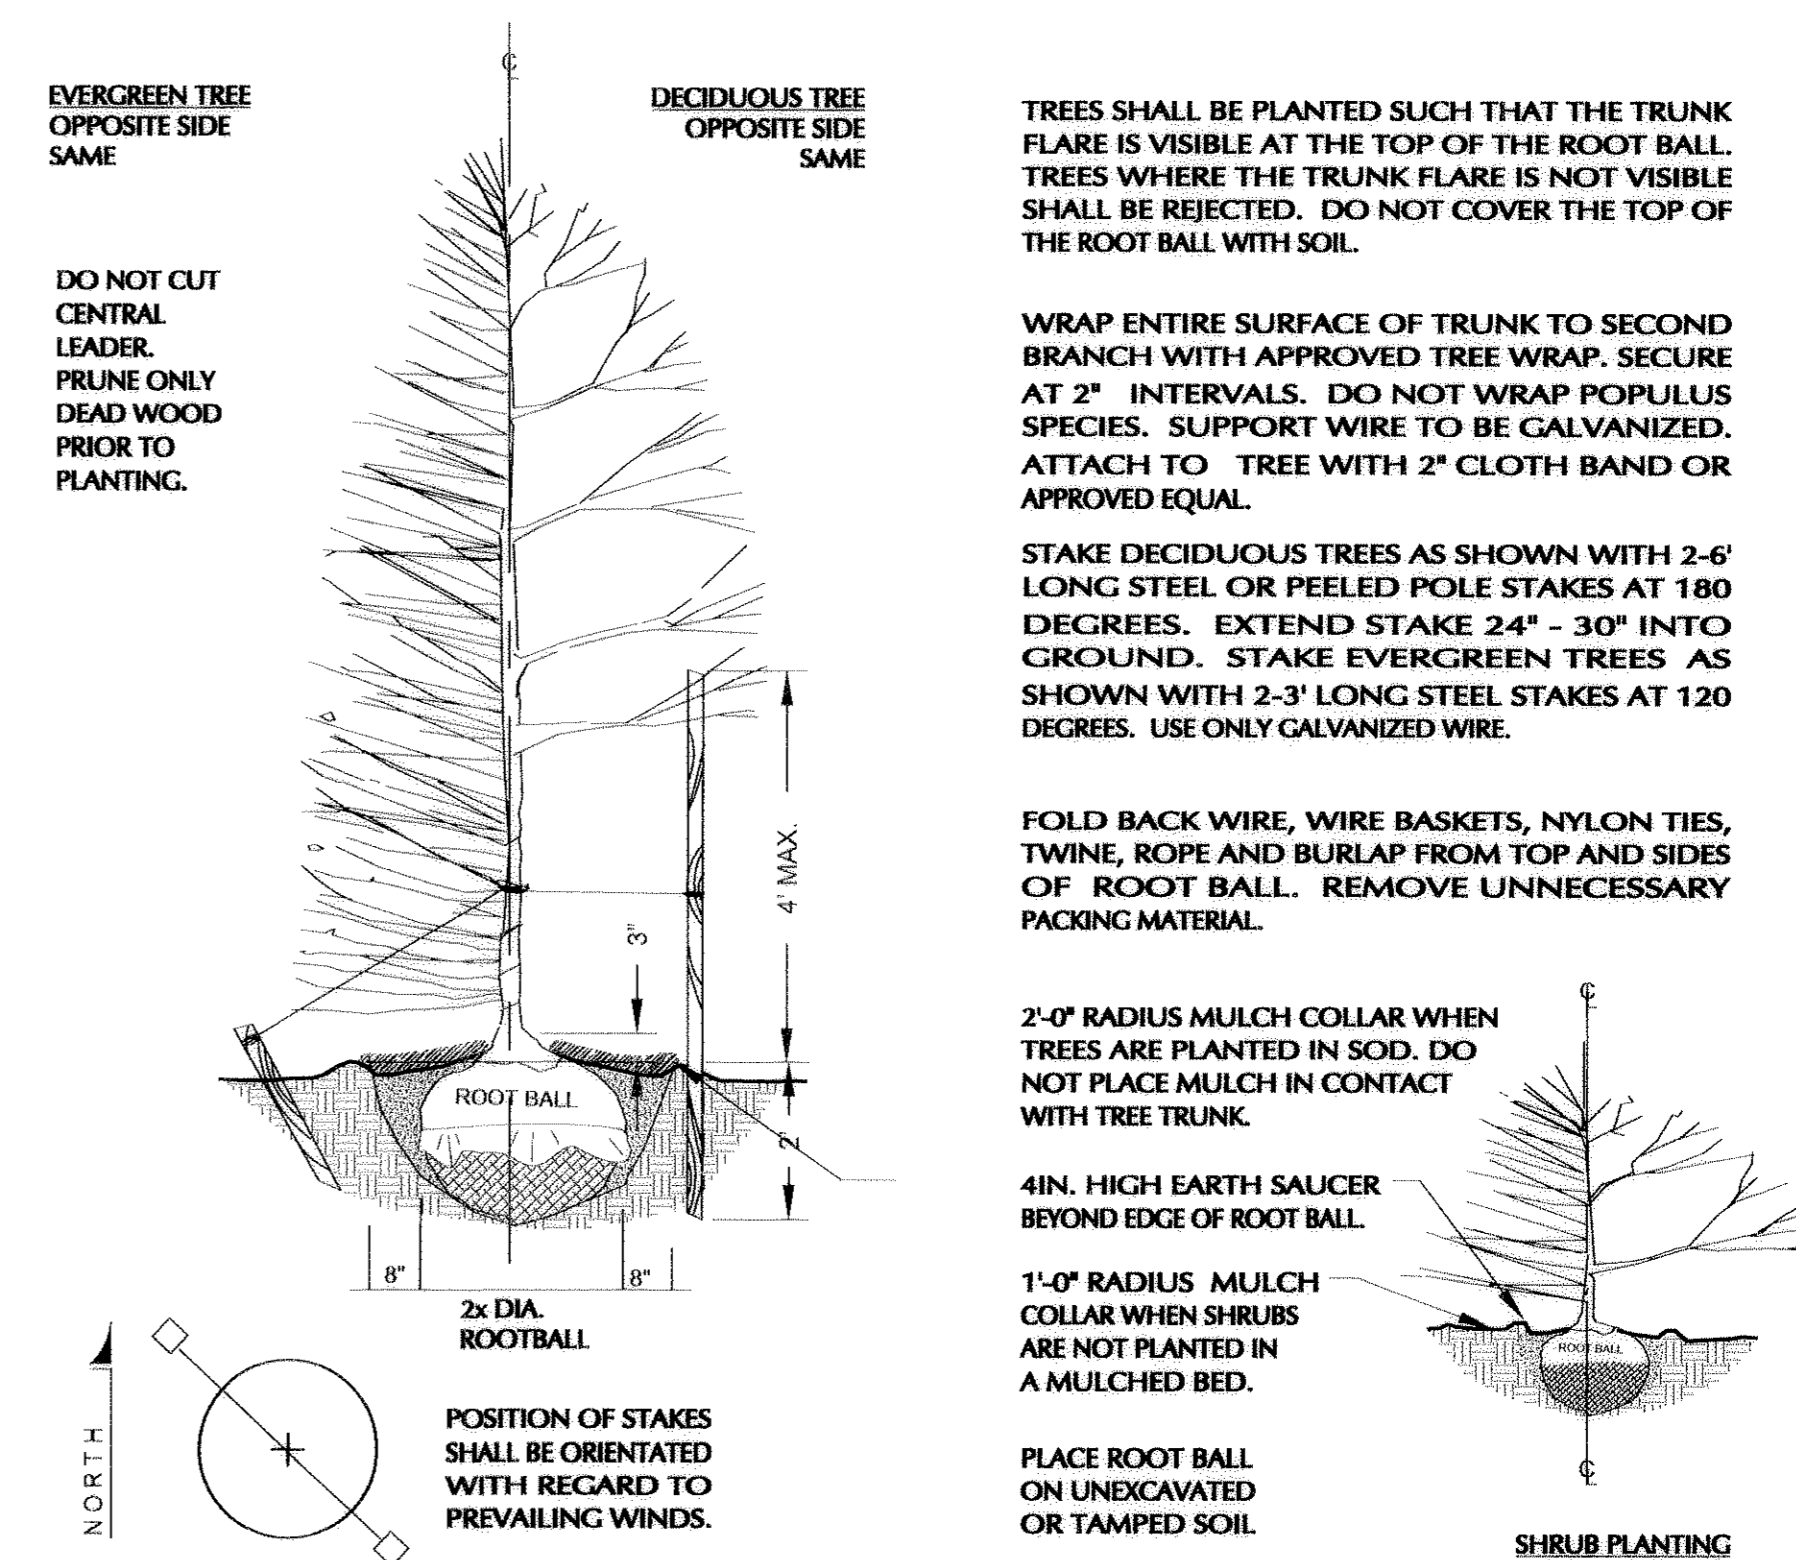 ℄
EVERGREEN TREE
OPPOSITE SIDE
SAME
DECIDUOUS TREE
OPPOSITE SIDE
SAME
DO NOT CUT
CENTRAL
LEADER.
PRUNE ONLY
DEAD WOOD
PRIOR TO
PLANTING.
4' MAX.
3"
ROOT BALL
2'
8"
8"
2x DIA.
ROOTBALL
NORTH
POSITION OF STAKES
SHALL BE ORIENTATED
WITH REGARD TO
PREVAILING WINDS.
TREES SHALL BE PLANTED SUCH THAT THE TRUNK
FLARE IS VISIBLE AT THE TOP OF THE ROOT BALL.
TREES WHERE THE TRUNK FLARE IS NOT VISIBLE
SHALL BE REJECTED. DO NOT COVER THE TOP OF
THE ROOT BALL WITH SOIL.
WRAP ENTIRE SURFACE OF TRUNK TO SECOND
BRANCH WITH APPROVED TREE WRAP. SECURE
AT 2" INTERVALS. DO NOT WRAP POPULUS
SPECIES. SUPPORT WIRE TO BE GALVANIZED.
ATTACH TO TREE WITH 2" CLOTH BAND OR
APPROVED EQUAL.
STAKE DECIDUOUS TREES AS SHOWN WITH 2-6'
LONG STEEL OR PEELED POLE STAKES AT 180
DEGREES. EXTEND STAKE 24" - 30" INTO
GROUND. STAKE EVERGREEN TREES AS
SHOWN WITH 2-3' LONG STEEL STAKES AT 120
DEGREES. USE ONLY GALVANIZED WIRE.
FOLD BACK WIRE, WIRE BASKETS, NYLON TIES,
TWINE, ROPE AND BURLAP FROM TOP AND SIDES
OF ROOT BALL. REMOVE UNNECESSARY
PACKING MATERIAL.
2'-0" RADIUS MULCH COLLAR WHEN
TREES ARE PLANTED IN SOD. DO
NOT PLACE MULCH IN CONTACT
WITH TREE TRUNK.
4IN. HIGH EARTH SAUCER
BEYOND EDGE OF ROOT BALL.
1'-0" RADIUS MULCH
COLLAR WHEN SHRUBS
ARE NOT PLANTED IN
A MULCHED BED.
PLACE ROOT BALL
ON UNEXCAVATED
OR TAMPED SOIL
℄
ROOT BALL
℄
SHRUB PLANTING